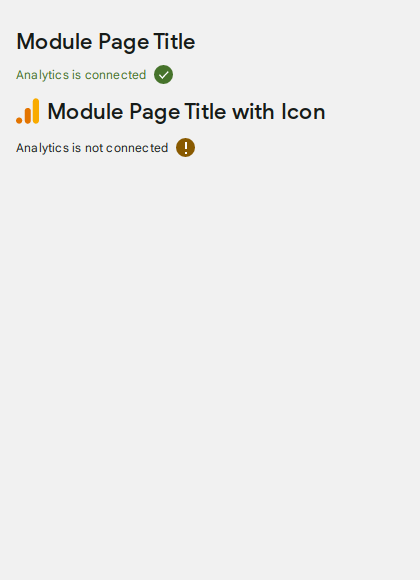 Module Page Title
Analytics is connected
Module Page Title with Icon
Analytics is not connected